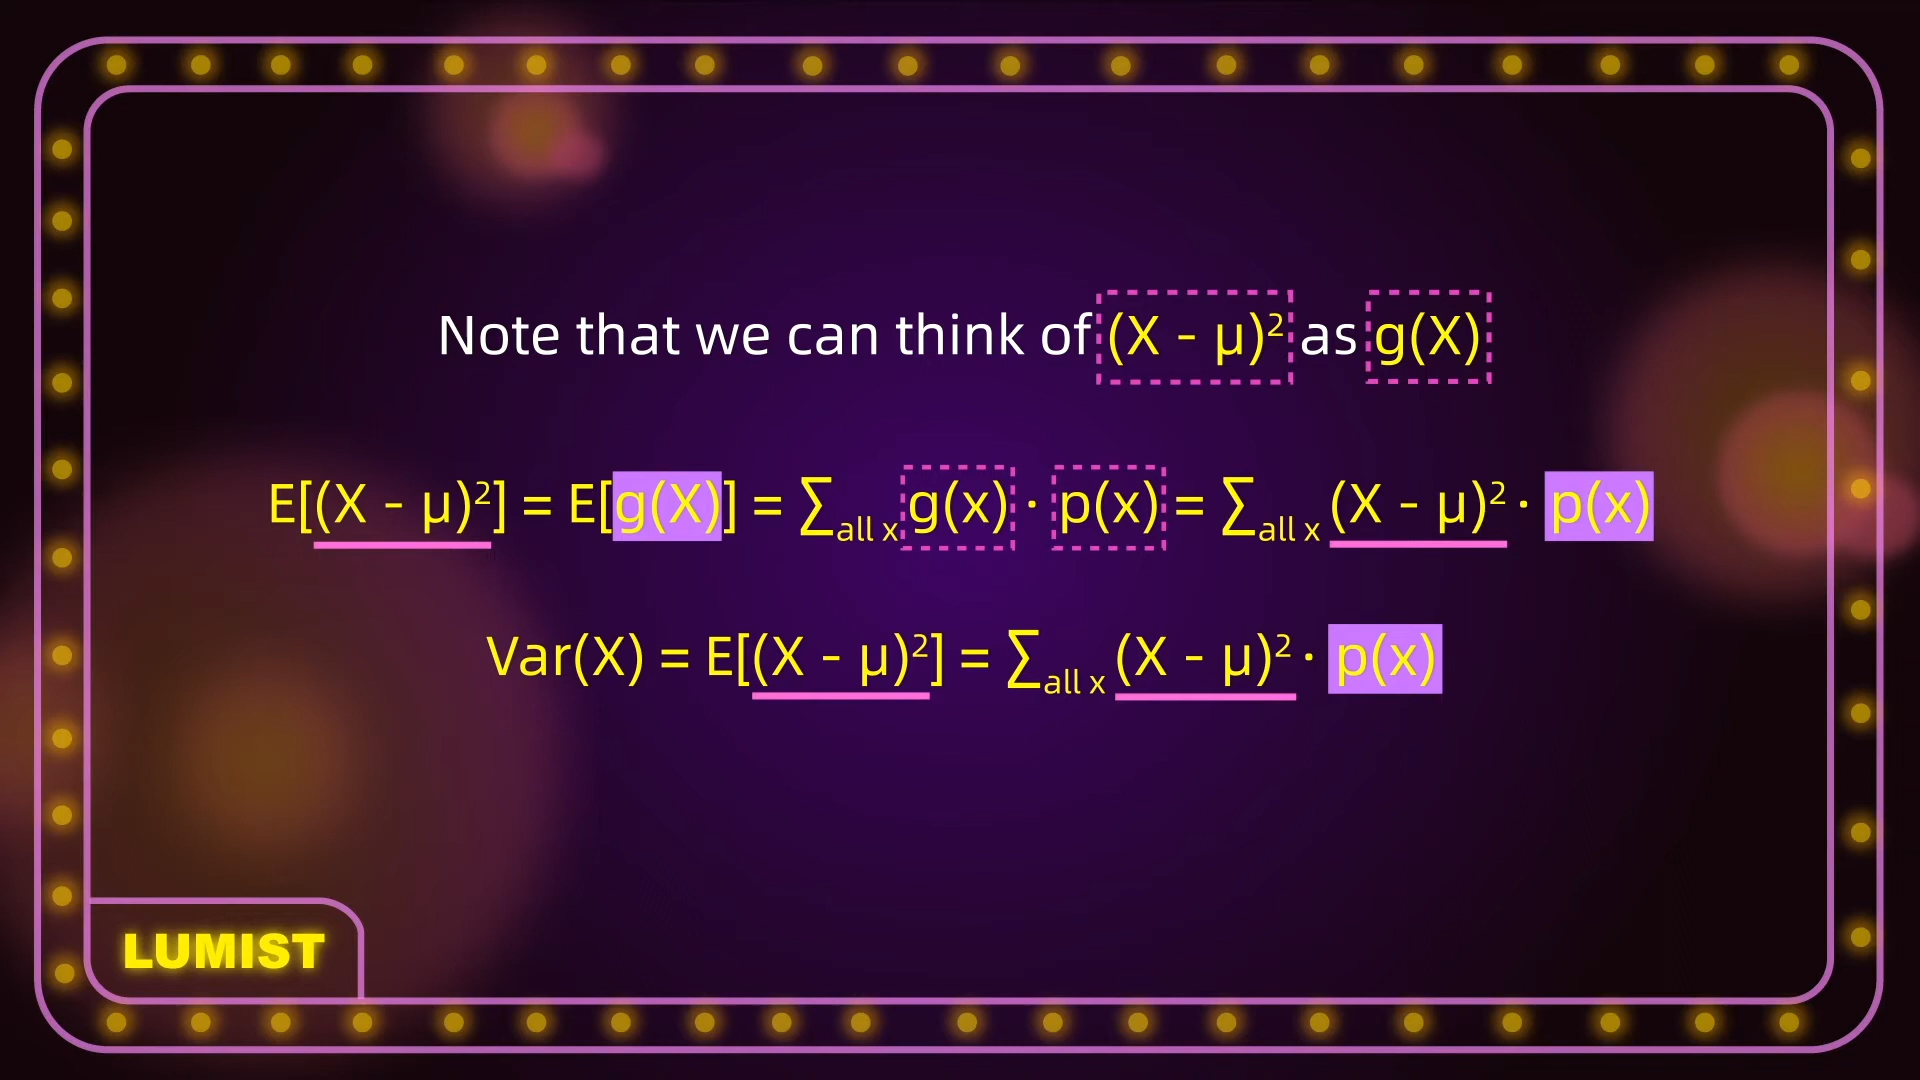 Note that we can think of (X - μ)² as g(X)
E[(X - μ)²] = E[g(X)] = ∑all x g(x) · p(x) = ∑all x (X - μ)² · p(x)
Var(X) = E[(X - μ)²] = ∑all x (X - μ)² · p(x)
LUMIST